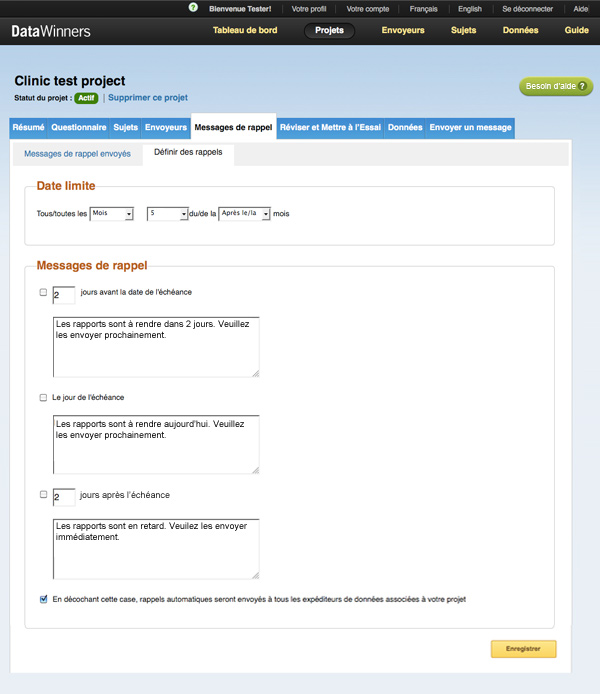 ? Bienvenue Tester! | Votre profil | Votre compte | Français | English | Se déconnecter | Aide
DataWinners Tableau de bord Projets Envoyeurs Sujets Données Guide
Clinic test project
Statut du projet : Actif | Supprimer ce projet
Besoin d'aide ?
Résumé Questionnaire Sujets Envoyeurs Messages de rappel Réviser et Mettre à l'Essai Données Envoyer un message
Messages de rappel envoyés Définir des rappels
Date limite
Tous/toutes les Mois 5 du/de la Après le/la mois
Messages de rappel
2 jours avant la date de l'échéance
Les rapports sont à rendre dans 2 jours. Veuillez
les envoyer prochainement.
Le jour de l'échéance
Les rapports sont à rendre aujourd'hui. Veuillez
les envoyer prochainement.
2 jours après l'échéance
Les rapports sont en retard. Veuilez les envoyer
immédiatement.
En décochant cette case, rappels automatiques seront envoyés à tous les expéditeurs de données associées à votre projet
Enregistrer